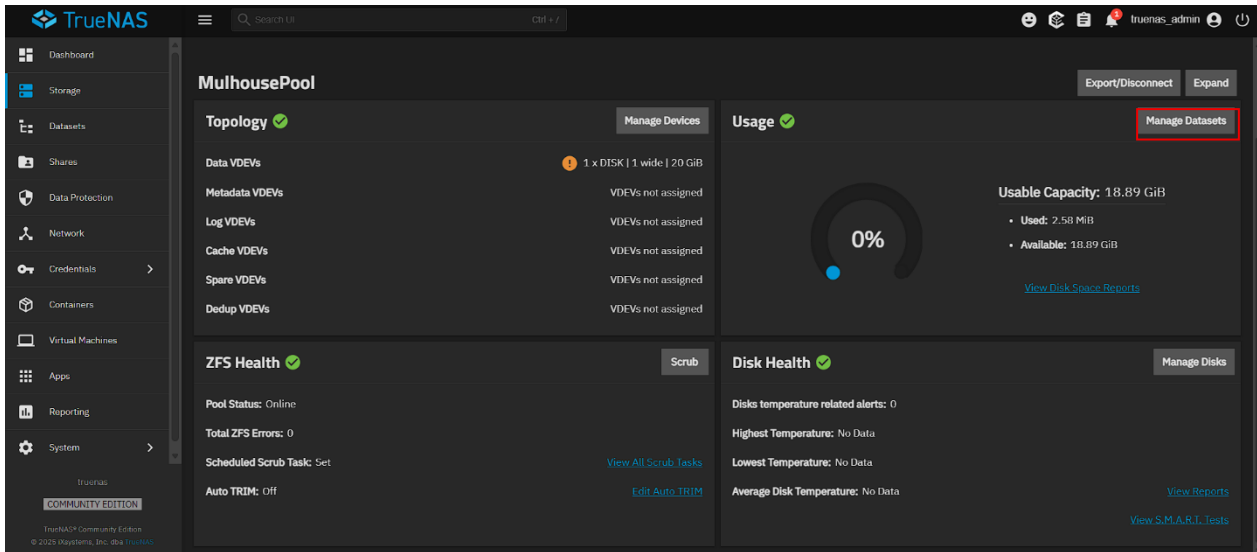 TrueNAS
Search UI
Ctrl + /
1
truenas_admin
Dashboard
Storage
Datasets
Shares
Data Protection
Network
Credentials
Containers
Virtual Machines
Apps
Reporting
System
truenas
COMMUNITY EDITION
TrueNAS® Community Edition
© 2025 iXsystems, Inc. dba TrueNAS
MulhousePool
Export/Disconnect
Expand
Topology
Manage Devices
Data VDEVs ! 1 x DISK | 1 wide | 20 GiB
Metadata VDEVs VDEVs not assigned
Log VDEVs VDEVs not assigned
Cache VDEVs VDEVs not assigned
Spare VDEVs VDEVs not assigned
Dedup VDEVs VDEVs not assigned
Usage
Manage Datasets
0%
Usable Capacity: 18.89 GiB
• Used: 2.58 MiB
• Available: 18.89 GiB
View Disk Space Reports
ZFS Health
Scrub
Pool Status: Online
Total ZFS Errors: 0
Scheduled Scrub Task: Set View All Scrub Tasks
Auto TRIM: Off Edit Auto TRIM
Disk Health
Manage Disks
Disks temperature related alerts: 0
Highest Temperature: No Data
Lowest Temperature: No Data
Average Disk Temperature: No Data View Reports
View S.M.A.R.T. Tests